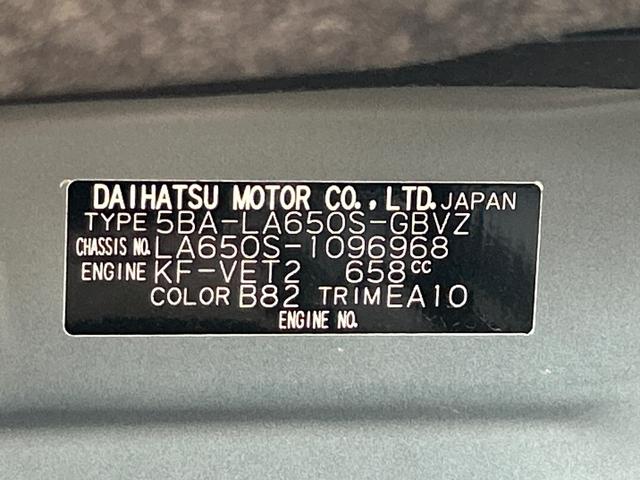 DAIHATSU MOTOR CO.,LTD. JAPAN
TYPE 5BA-LA650S-GBVZ
CHASSIS NO. LA650S-1096968
ENGINE KF-VET2 658cc
COLOR B82 TRIM EA10
ENGINE NO.